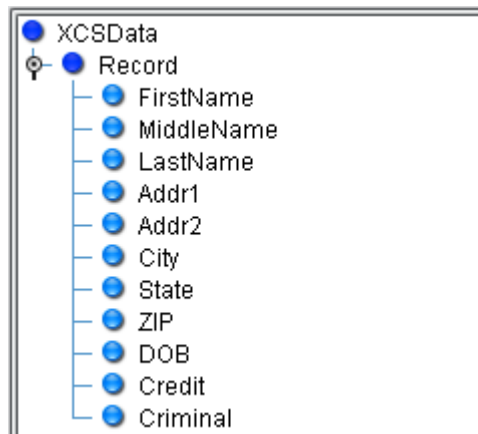 XCSData
Record
FirstName
MiddleName
LastName
Addr1
Addr2
City
State
ZIP
DOB
Credit
Criminal